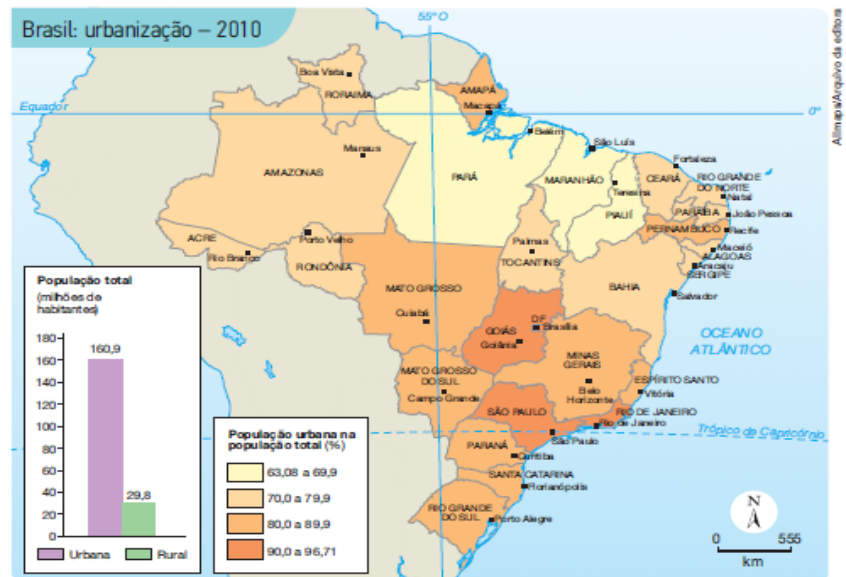 Brasil: urbanização – 2010
55º O
Allmaps/Arquivo da editora
Equador
0º
Boa Vista
RORAIMA
AMAPÁ
Macapá
Belém
São Luís
Manaus
Fortaleza
AMAZONAS
PARÁ
MARANHÃO
CEARÁ
RIO GRANDE
DO NORTE
Teresina
Natal
PIAUÍ
PARAÍBA
João Pessoa
PERNAMBUCO
Recife
ACRE
Porto Velho
Palmas
Maceió
ALAGOAS
Rio Branco
RONDÔNIA
TOCANTINS
Aracaju
SERGIPE
MATO GROSSO
BAHIA
Salvador
Cuiabá
GOIÁS
DF
Brasília
Goiânia
OCEANO
ATLÂNTICO
MINAS
GERAIS
MATO GROSSO
DO SUL
Campo Grande
Belo
Horizonte
ESPÍRITO SANTO
Vitória
SÃO PAULO
RIO DE JANEIRO
Rio de Janeiro
Trópico de Capricórnio
São Paulo
PARANÁ
Curitiba
SANTA CATARINA
Florianópolis
RIO GRANDE
DO SUL
Porto Alegre
População total
(milhões de
habitantes)
180
160,9
160
140
120
100
80
60
40
29,8
20
0
Urbana
Rural
População urbana na
população total (%)
63,08 a 69,9
70,0 a 79,9
80,0 a 89,9
90,0 a 96,71
N
0 555
km